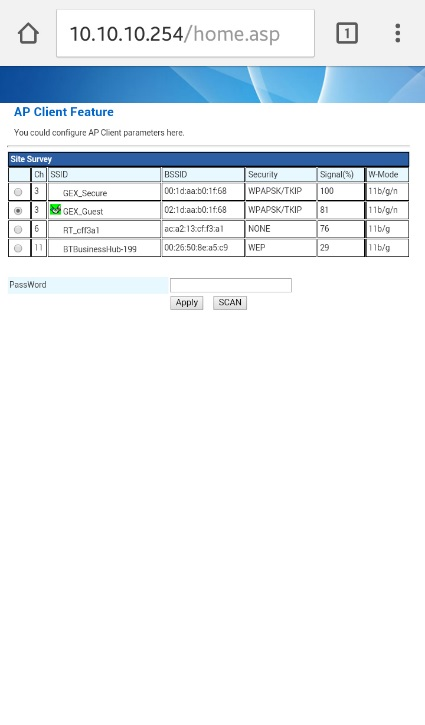 10.10.10.254/home.asp 1
AP Client Feature
You could configure AP Client parameters here.
Site Survey
Ch SSID BSSID Security Signal(%) W-Mode
3 GEX_Secure 00:1d:aa:b0:1f:68 WPAPSK/TKIP 100 11b/g/n
3 GEX_Guest 02:1d:aa:b0:1f:68 WPAPSK/TKIP 81 11b/g/n
6 RT_cff3a1 ac:a2:13:cf:f3:a1 NONE 76 11b/g
11 BTBusinessHub-199 00:26:50:8e:a5:c9 WEP 29 11b/g
PassWord
Apply SCAN